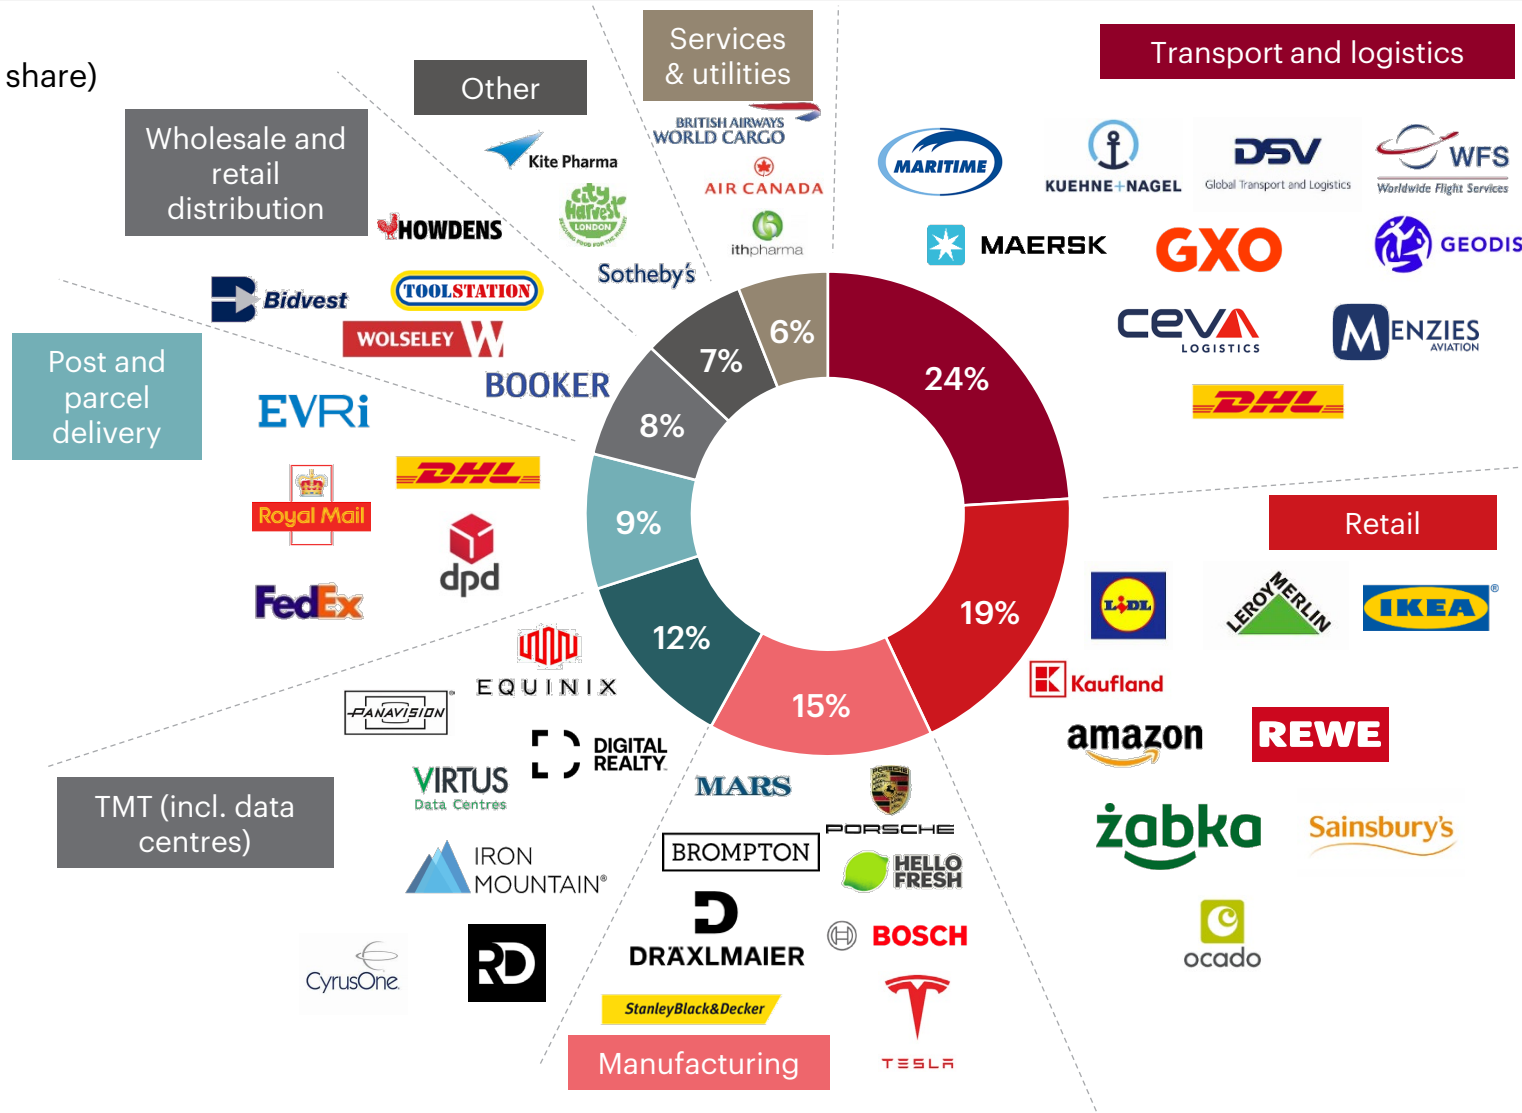 share)
Services
& utilities
Transport and logistics
Other
Wholesale and
retail
distribution
Kite Pharma
City
Harvest
LONDON
HOWDENS
Sotheby's
BRITISH AIRWAYS
WORLD CARGO
AIR CANADA
ithpharma
MARITIME
KUEHNE+NAGEL
DSV
Global Transport and Logistics
WFS
Worldwide Flight Services
MAERSK
GXO
GEODIS
CEVA
LOGISTICS
MENZIES
AVIATION
DHL
Bidvest
TOOLSTATION
WOLSELEY W
BOOKER
Post and
parcel
delivery
EVRi
DHL
Royal Mail
dpd
FedEx
6%
7%
24%
8%
9%
19%
12%
15%
Retail
LIDL
LEROY MERLIN
IKEA®
K Kaufland
amazon
REWE
żabka
Sainsbury's
ocado
EQUINIX
PANAVISION®
DIGITAL
REALTY
VIRTUS
Data Centres
TMT (incl. data
centres)
IRON
MOUNTAIN®
CyrusOne
RD
MARS
PORSCHE
PORSCHE
BROMPTON
HELLO
FRESH
DRÄXLMAIER
BOSCH
StanleyBlack&Decker
TESLA
Manufacturing